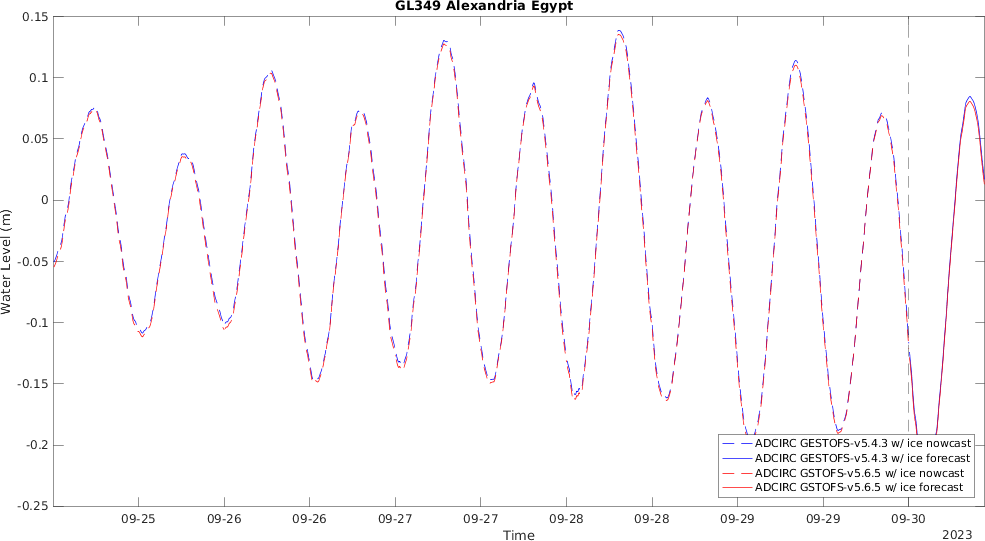 GL349 Alexandria Egypt
Water Level (m)
0.15
0.1
0.05
0
-0.05
-0.1
-0.15
-0.2
-0.25
09-25
09-26
09-26
09-27
09-27
09-28
09-28
09-29
09-29
09-30
Time
2023
ADCIRC GESTOFS-v5.4.3 w/ ice nowcast
ADCIRC GESTOFS-v5.4.3 w/ ice forecast
ADCIRC GSTOFS-v5.6.5 w/ ice nowcast
ADCIRC GSTOFS-v5.6.5 w/ ice forecast